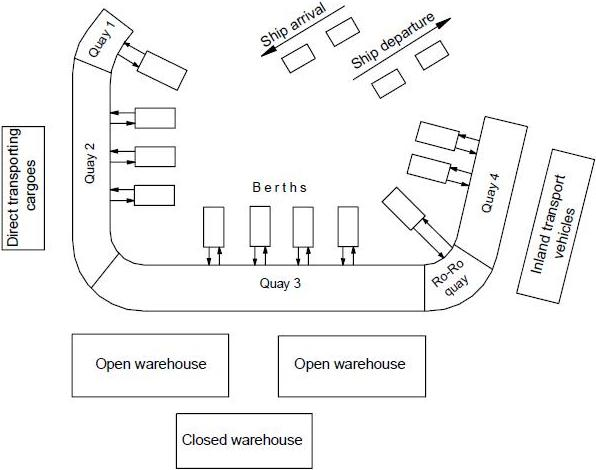 Quay 1
Ship arrival
Ship departure
Direct transporting
cargoes
Quay 2
Berths
Quay 4
Inland transport
vehicles
Quay 3
Ro-Ro
quay
Open warehouse
Open warehouse
Closed warehouse